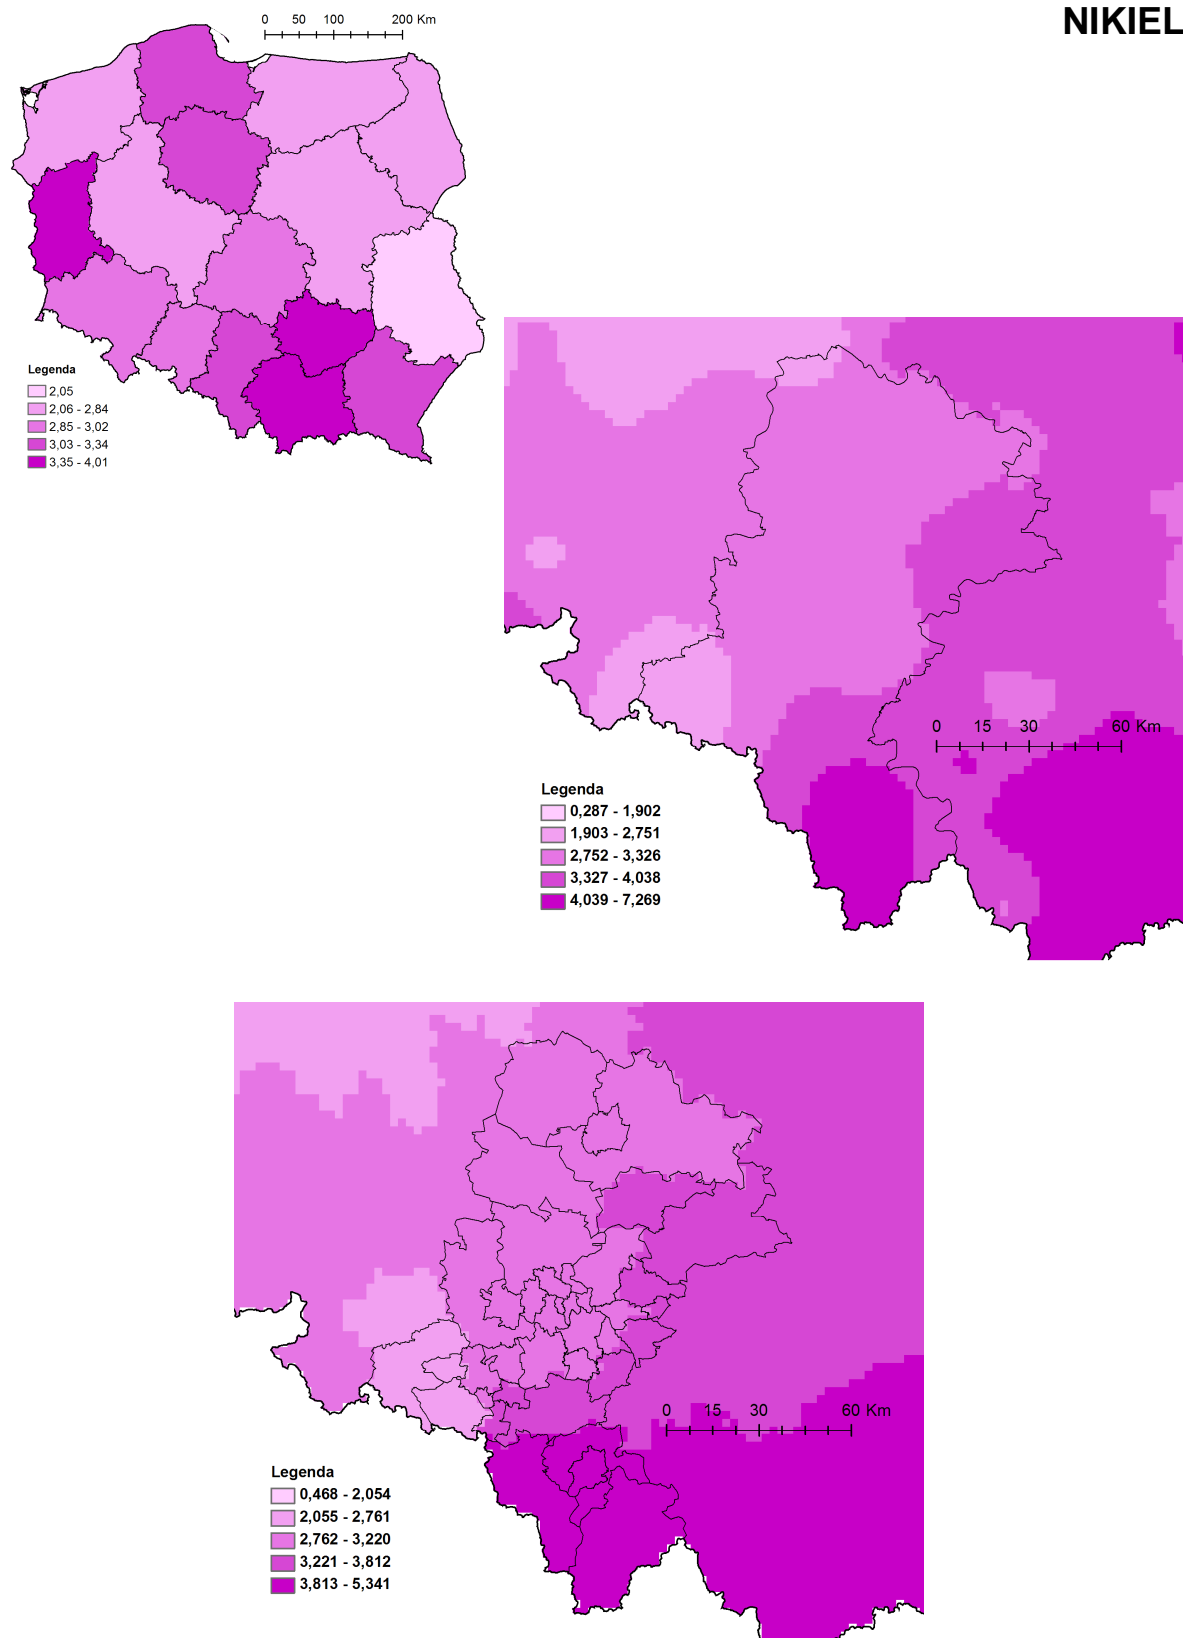 NIKIEL
0 50 100 200 Km
Legenda
2,05
2,06 - 2,84
2,85 - 3,02
3,03 - 3,34
3,35 - 4,01
0 15 30 60 Km
Legenda
0,287 - 1,902
1,903 - 2,751
2,752 - 3,326
3,327 - 4,038
4,039 - 7,269
0 15 30 60 Km
Legenda
0,468 - 2,054
2,055 - 2,761
2,762 - 3,220
3,221 - 3,812
3,813 - 5,341